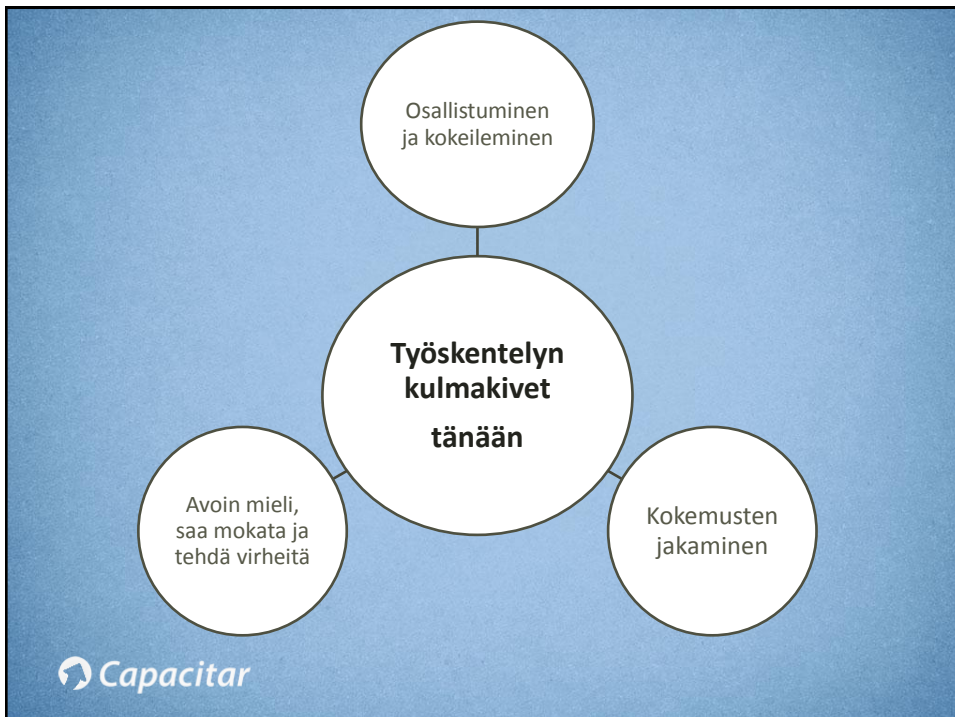 Osallistuminen
ja kokeileminen
Työskentelyn
kulmakivet
tänään
Avoin mieli,
saa mokata ja
tehdä virheitä
Kokemusten
jakaminen
Capacitar